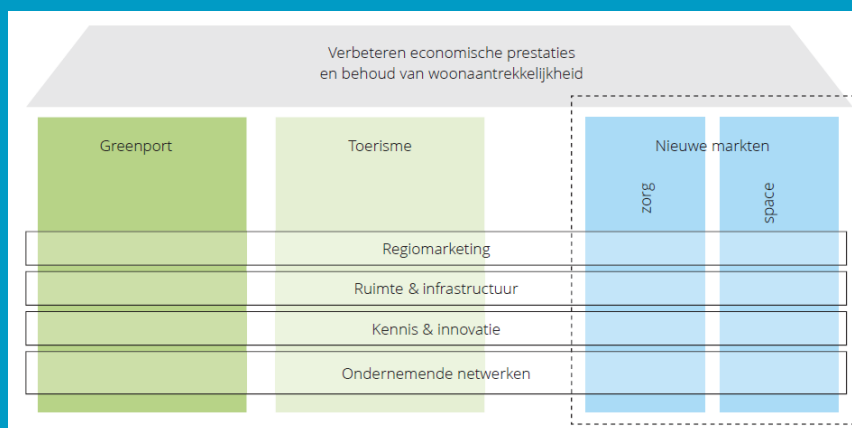 Verbeteren economische prestaties
en behoud van woonaantrekkelijkheid
Greenport
Toerisme
Nieuwe markten
zorg
space
Regiomarketing
Ruimte & infrastructuur
Kennis & innovatie
Ondernemende netwerken